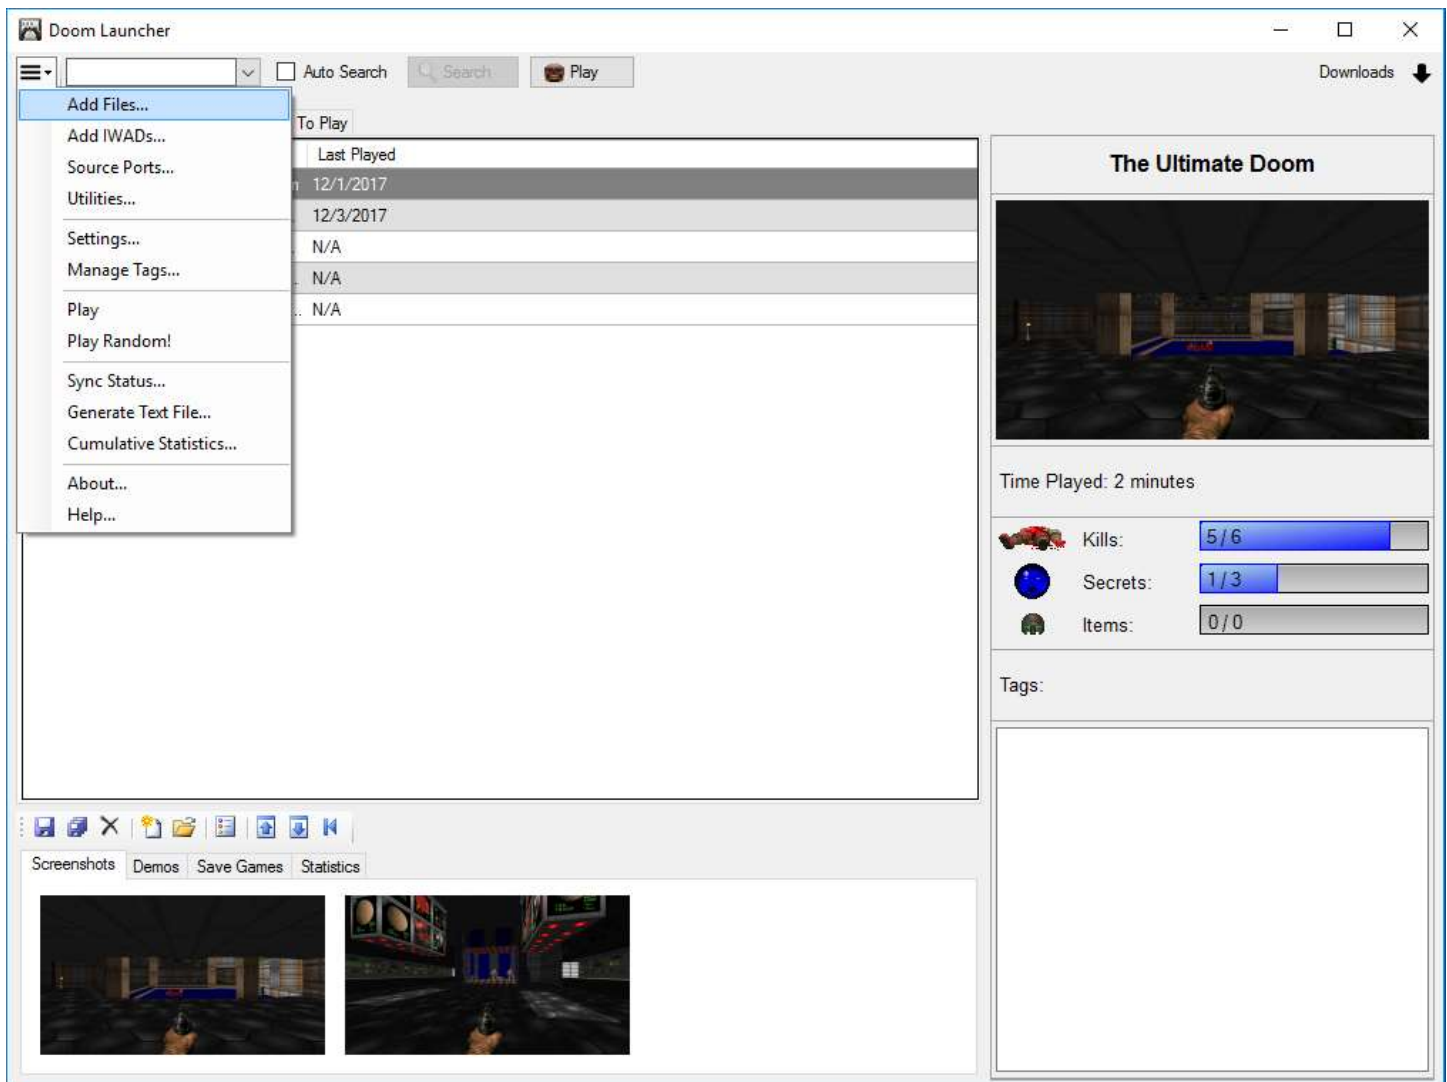 Doom Launcher
Auto Search
Search
Play
Downloads
Add Files...
Add IWADs...
Source Ports...
Utilities...
Settings...
Manage Tags...
Play
Play Random!
Sync Status...
Generate Text File...
Cumulative Statistics...
About...
Help...
To Play
Last Played
12/1/2017
12/3/2017
N/A
N/A
N/A
The Ultimate Doom
Time Played: 2 minutes
Kills: 5 / 6
Secrets: 1 / 3
Items: 0 / 0
Tags:
Screenshots Demos Save Games Statistics